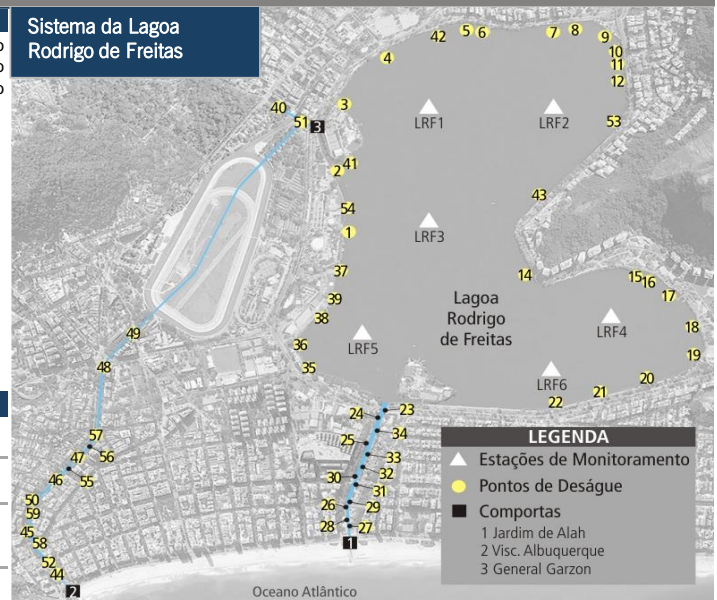 Sistema da Lagoa
Rodrigo de Freitas
o
o
o
42
5
6
7
8
9
10
11
12
4
40
51
3
3
LRF1
LRF2
53
2
41
43
54
1
LRF3
37
14
15
16
17
39
38
Lagoa
Rodrigo
de Freitas
LRF4
18
49
36
LRF5
35
48
19
LRF6
20
21
22
24
23
57
56
25
34
47
55
33
46
30
32
31
50
59
26
29
45
58
28
27
1
52
44
2
LEGENDA
Estações de Monitoramento
Pontos de Deságue
Comportas
1 Jardim de Alah
2 Visc. Albuquerque
3 General Garzon
Oceano Atlântico